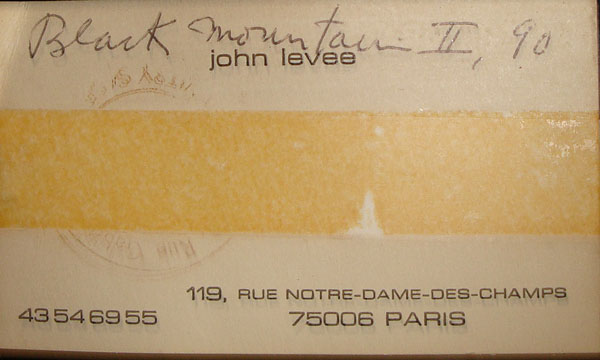 Black Mountain II, 90
john levee
119, RUE NOTRE-DAME-DES-CHAMPS
43546955 75006 PARIS